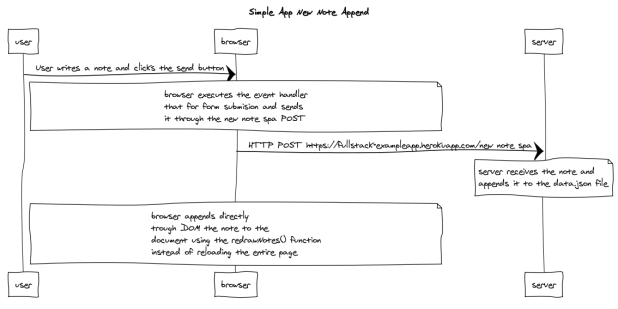 Simple App New Note Append
user
browser
server
User writes a note and click's the send button
browser executes the event handler
that for form submision and sends
it through the new note spa POST
HTTP POST https://fullstack-exampleapp.herokuapp.com/new note spa
server receives the note and
appends it to the data.json file
browser appends directly
trough DOM the note to the
document using the redrawNotes() function
instead of reloading the entire page
user
browser
server